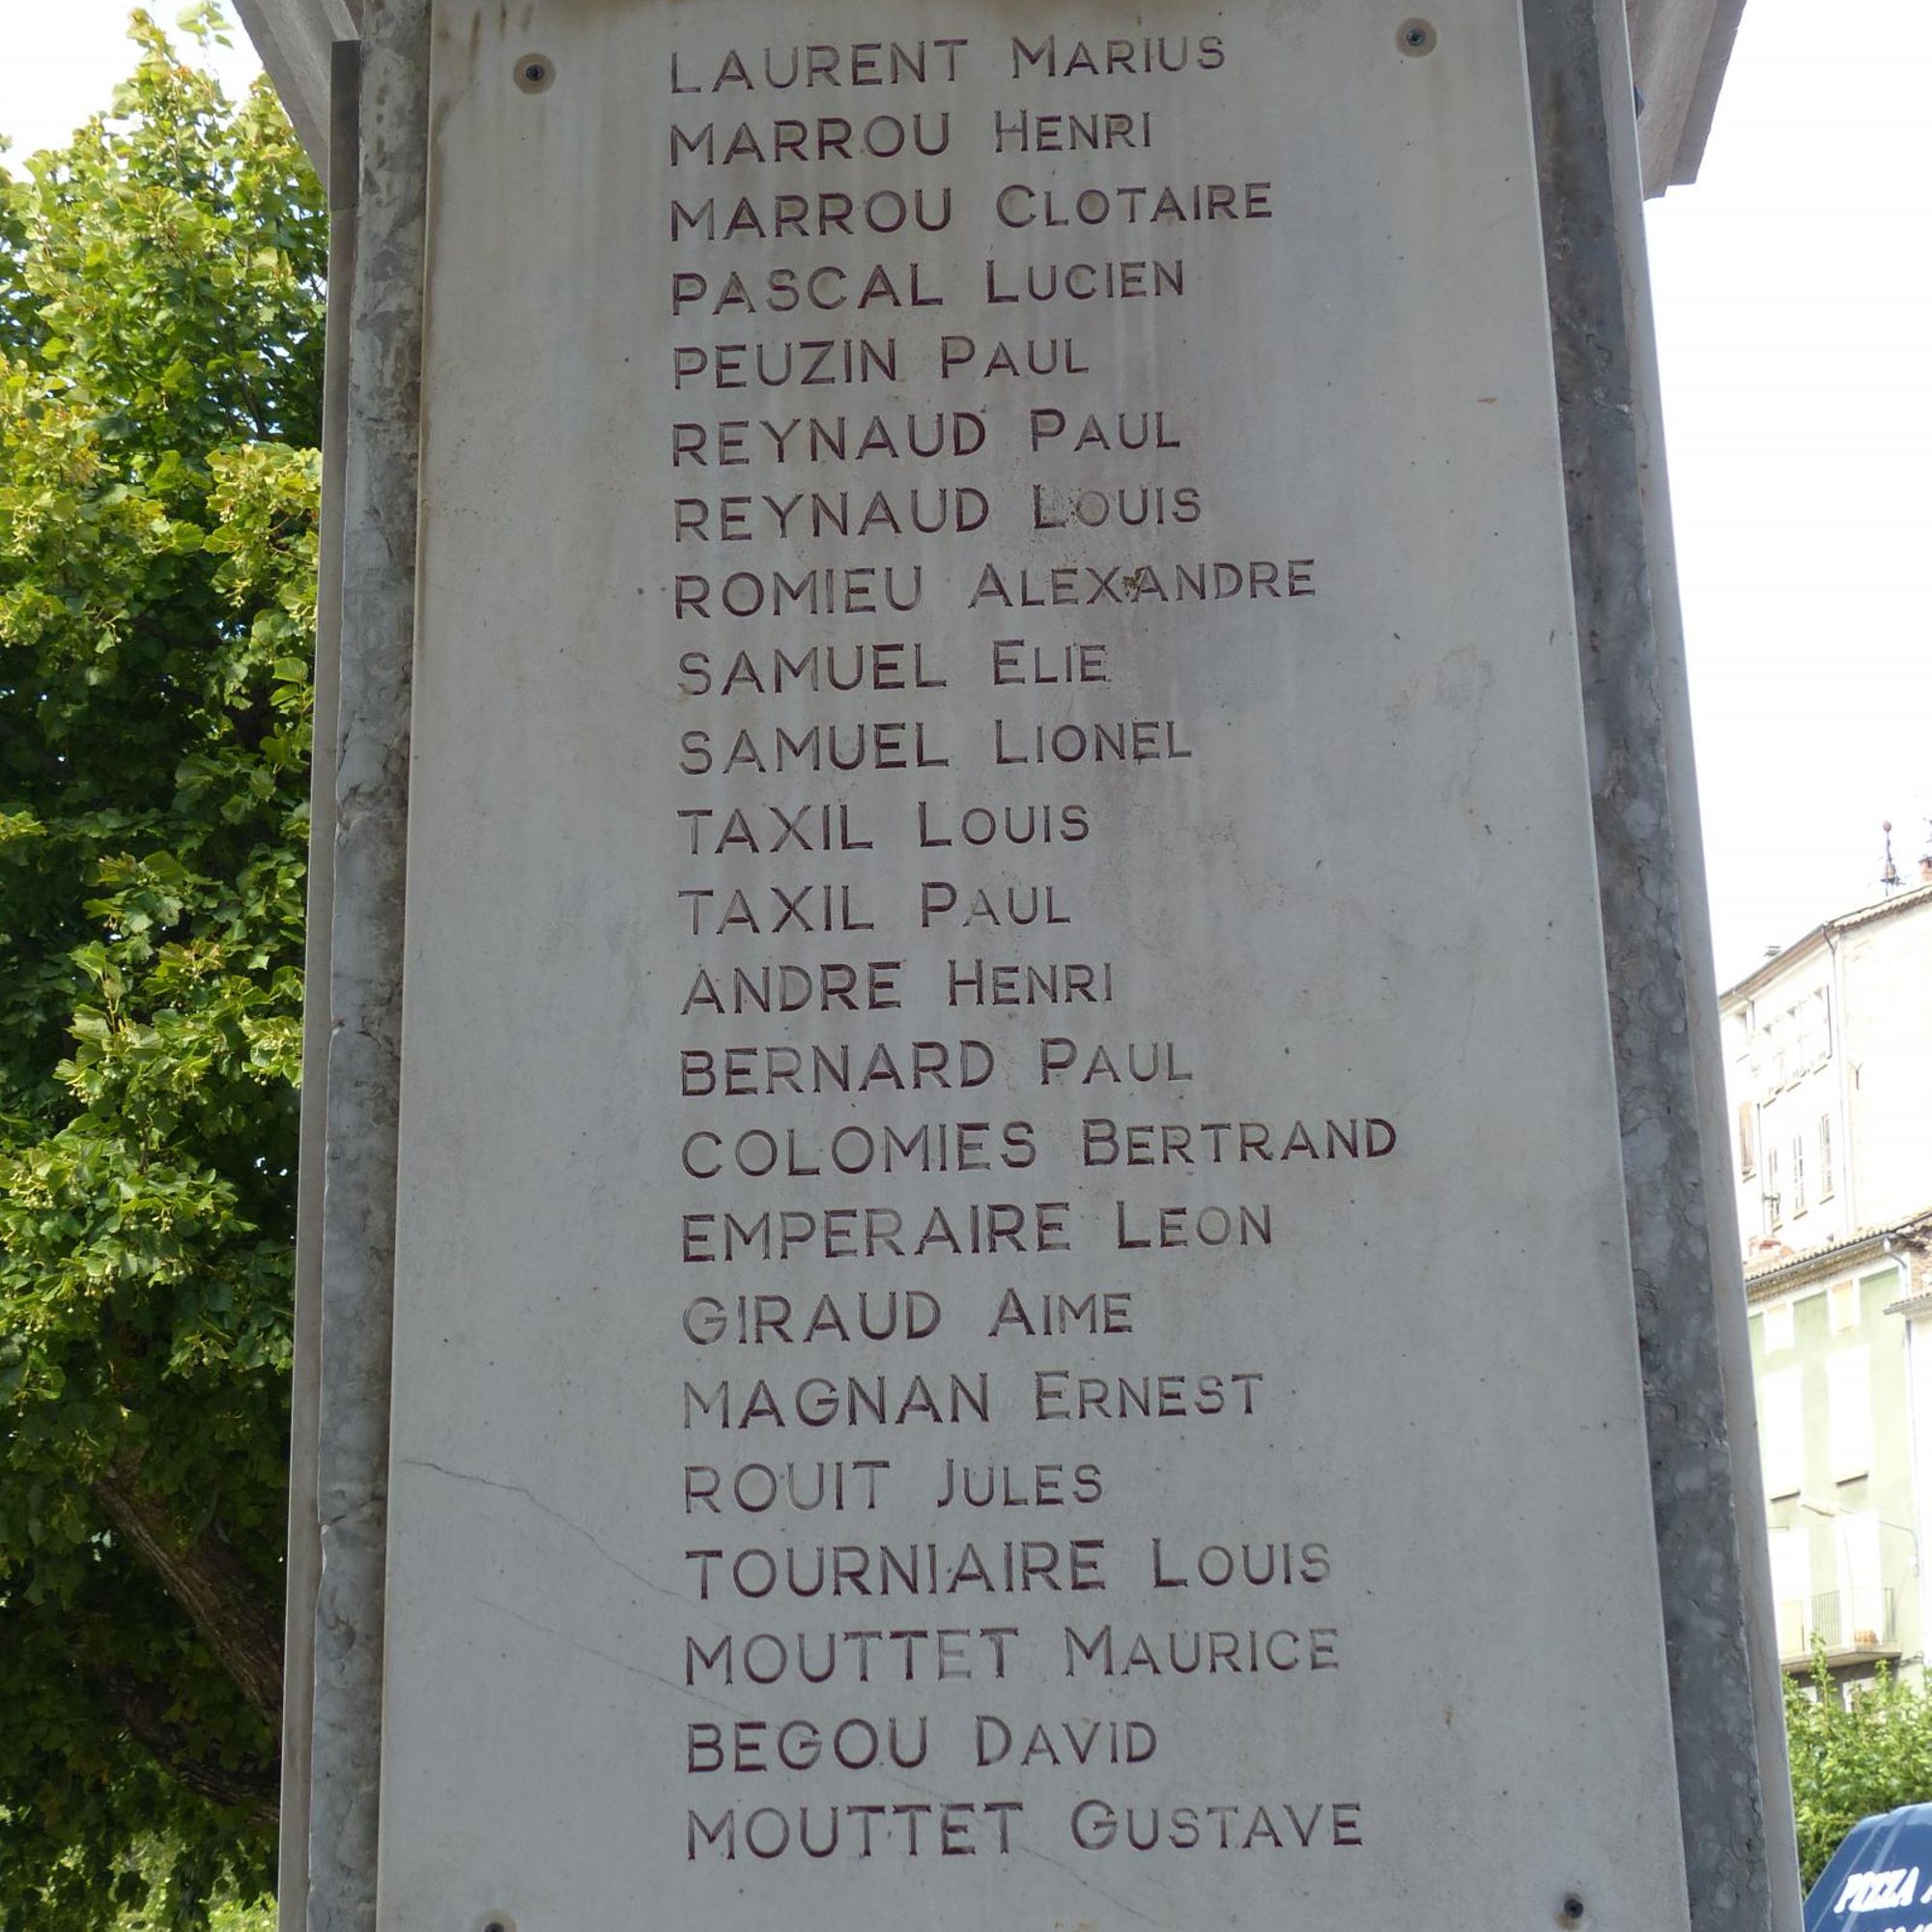 LAURENT MARIUS
MARROU HENRI
MARROU CLOTAIRE
PASCAL LUCIEN
PEUZIN PAUL
REYNAUD PAUL
REYNAUD LOUIS
ROMIEU ALEXANDRE
SAMUEL ELIE
SAMUEL LIONEL
TAXIL LOUIS
TAXIL PAUL
ANDRE HENRI
BERNARD PAUL
COLOMIES BERTRAND
EMPERAIRE LEON
GIRAUD AIME
MAGNAN ERNEST
ROUIT JULES
TOURNIAIRE LOUIS
MOUTTET MAURICE
BEGOU DAVID
MOUTTET GUSTAVE
PIZZA